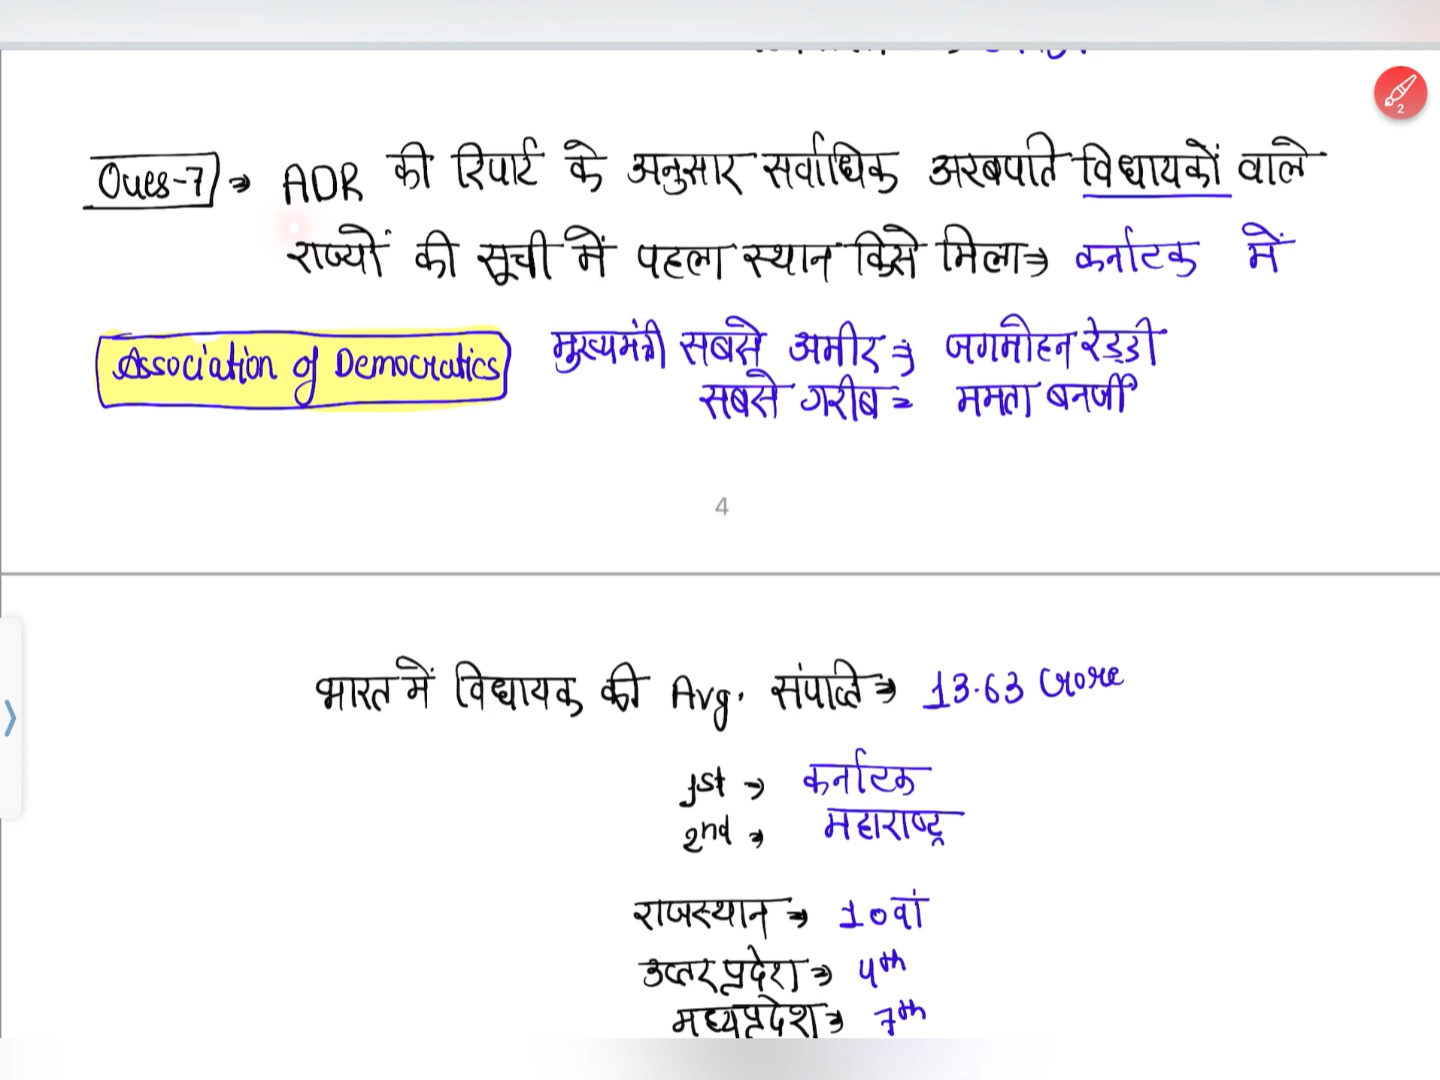 Ques-7 → ADR की रिपार्ट के अनुसार सर्वाधिक अरबपति विधायकों वाले
राज्यों की सूची में पहला स्थान किसे मिला → कर्नाटक में
Association of Democratics
मुख्यमंत्री सबसे अमीर → जगमोहन रेड्डी
सबसे गरीब = ममता बनर्जी
4
भारत में विधायक की Avg. संपत्ति → 13.63 Crore
1st → कर्नाटक
2nd → महाराष्ट्र
राजस्थान → 10वां
उत्तर प्रदेश → 4th
मध्यप्रदेश → 7th
2